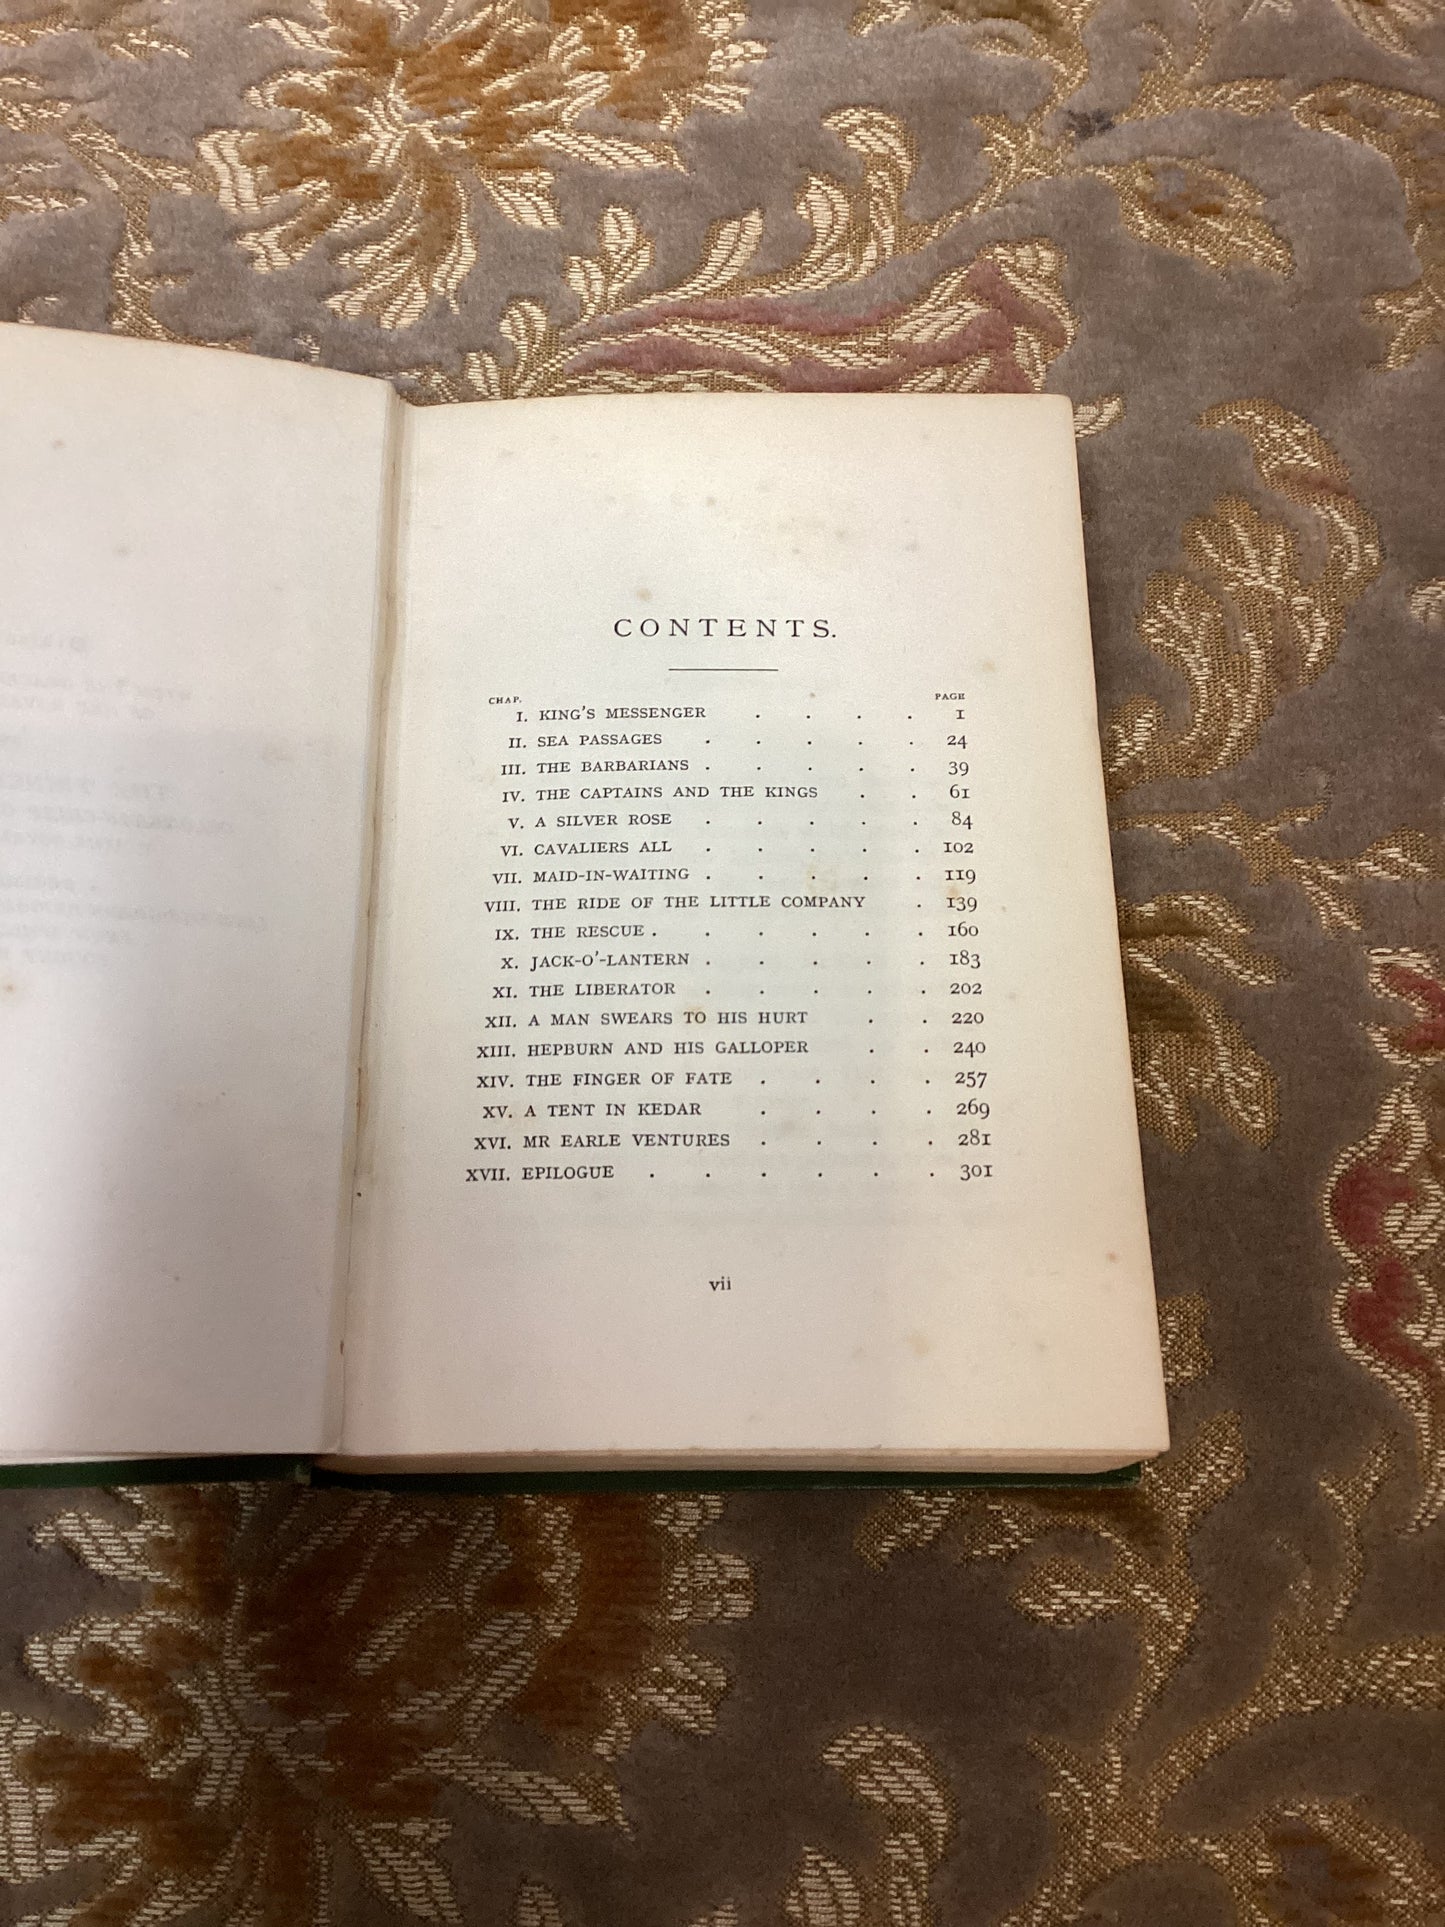 CONTENTS.
CHAP. PAGE
I. KING'S MESSENGER . . . . 1
II. SEA PASSAGES . . . . . 24
III. THE BARBARIANS . . . . . 39
IV. THE CAPTAINS AND THE KINGS . . 61
V. A SILVER ROSE . . . . . 84
VI. CAVALIERS ALL . . . . . 102
VII. MAID-IN-WAITING . . . . . 119
VIII. THE RIDE OF THE LITTLE COMPANY . 139
IX. THE RESCUE . . . . . . 160
X. JACK-O'-LANTERN . . . . . 183
XI. THE LIBERATOR . . . . . 202
XII. A MAN SWEARS TO HIS HURT . . 220
XIII. HEPBURN AND HIS GALLOPER . . 240
XIV. THE FINGER OF FATE . . . . 257
XV. A TENT IN KEDAR . . . . 269
XVI. MR EARLE VENTURES . . . . 281
XVII. EPILOGUE . . . . . . 301
vii